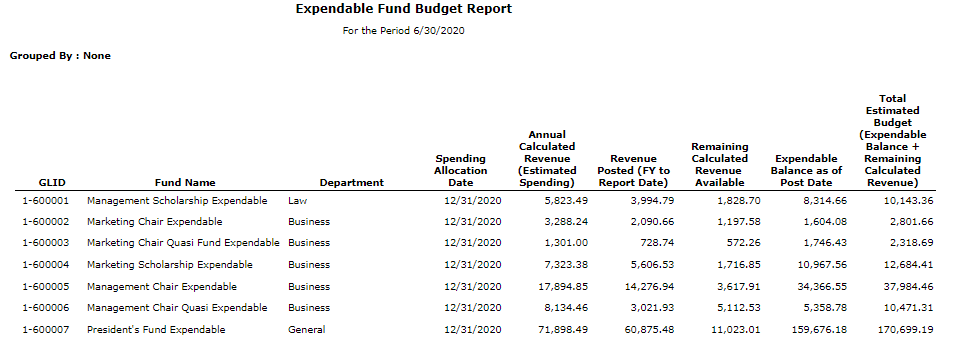 Expendable Fund Budget Report
For the Period 6/30/2020
Grouped By : None
Total
Estimated
Budget
Annual (Expendable
Calculated Remaining Balance +
Spending Revenue Revenue Calculated Expendable Remaining
Allocation (Estimated Posted (FY to Revenue Balance as of Calculated
GLID Fund Name Department Date Spending) Report Date) Available Post Date Revenue)
1-600001 Management Scholarship Expendable Law 12/31/2020 5,823.49 3,994.79 1,828.70 8,314.66 10,143.36
1-600002 Marketing Chair Expendable Business 12/31/2020 3,288.24 2,090.66 1,197.58 1,604.08 2,801.66
1-600003 Marketing Chair Quasi Fund Expendable Business 12/31/2020 1,301.00 728.74 572.26 1,746.43 2,318.69
1-600004 Marketing Scholarship Expendable Business 12/31/2020 7,323.38 5,606.53 1,716.85 10,967.56 12,684.41
1-600005 Management Chair Expendable Business 12/31/2020 17,894.85 14,276.94 3,617.91 34,366.55 37,984.46
1-600006 Management Chair Quasi Expendable Business 12/31/2020 8,134.46 3,021.93 5,112.53 5,358.78 10,471.31
1-600007 President's Fund Expendable General 12/31/2020 71,898.49 60,875.48 11,023.01 159,676.18 170,699.19